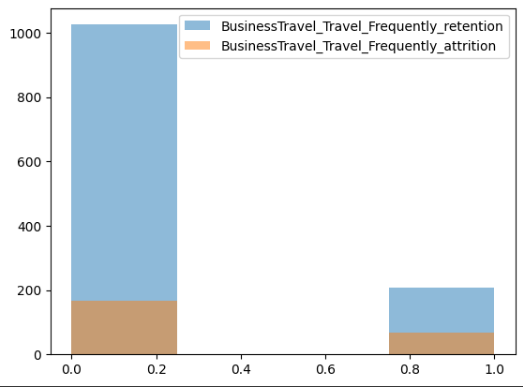 BusinessTravel_Travel_Frequently_retention
BusinessTravel_Travel_Frequently_attrition
1000
800
600
400
200
0
0.0 0.2 0.4 0.6 0.8 1.0